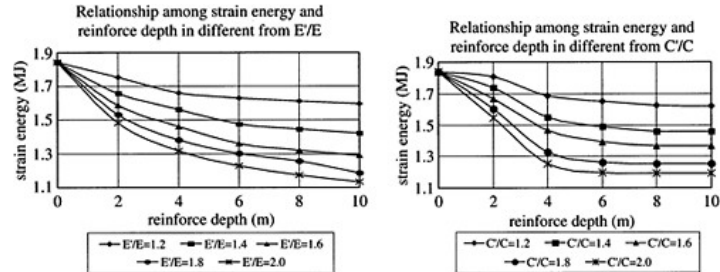 Relationship among strain energy and
reinforce depth in different from E'/E
strain energy (MJ)
1.9
1.7
1.5
1.3
1.1
0 2 4 6 8 10
reinforce depth (m)
E'/E=1.2 E'/E=1.4 E'/E=1.6
E'/E=1.8 E'/E=2.0
Relationship among strain energy and
reinforce depth in different from C'/C
strain energy (MJ)
1.9
1.7
1.5
1.3
1.1
0 2 4 6 8 10
reinforce depth (m)
C'/C=1.2 C'/C=1.4 C'/C=1.6
C'/C=1.8 C'/C=2.0